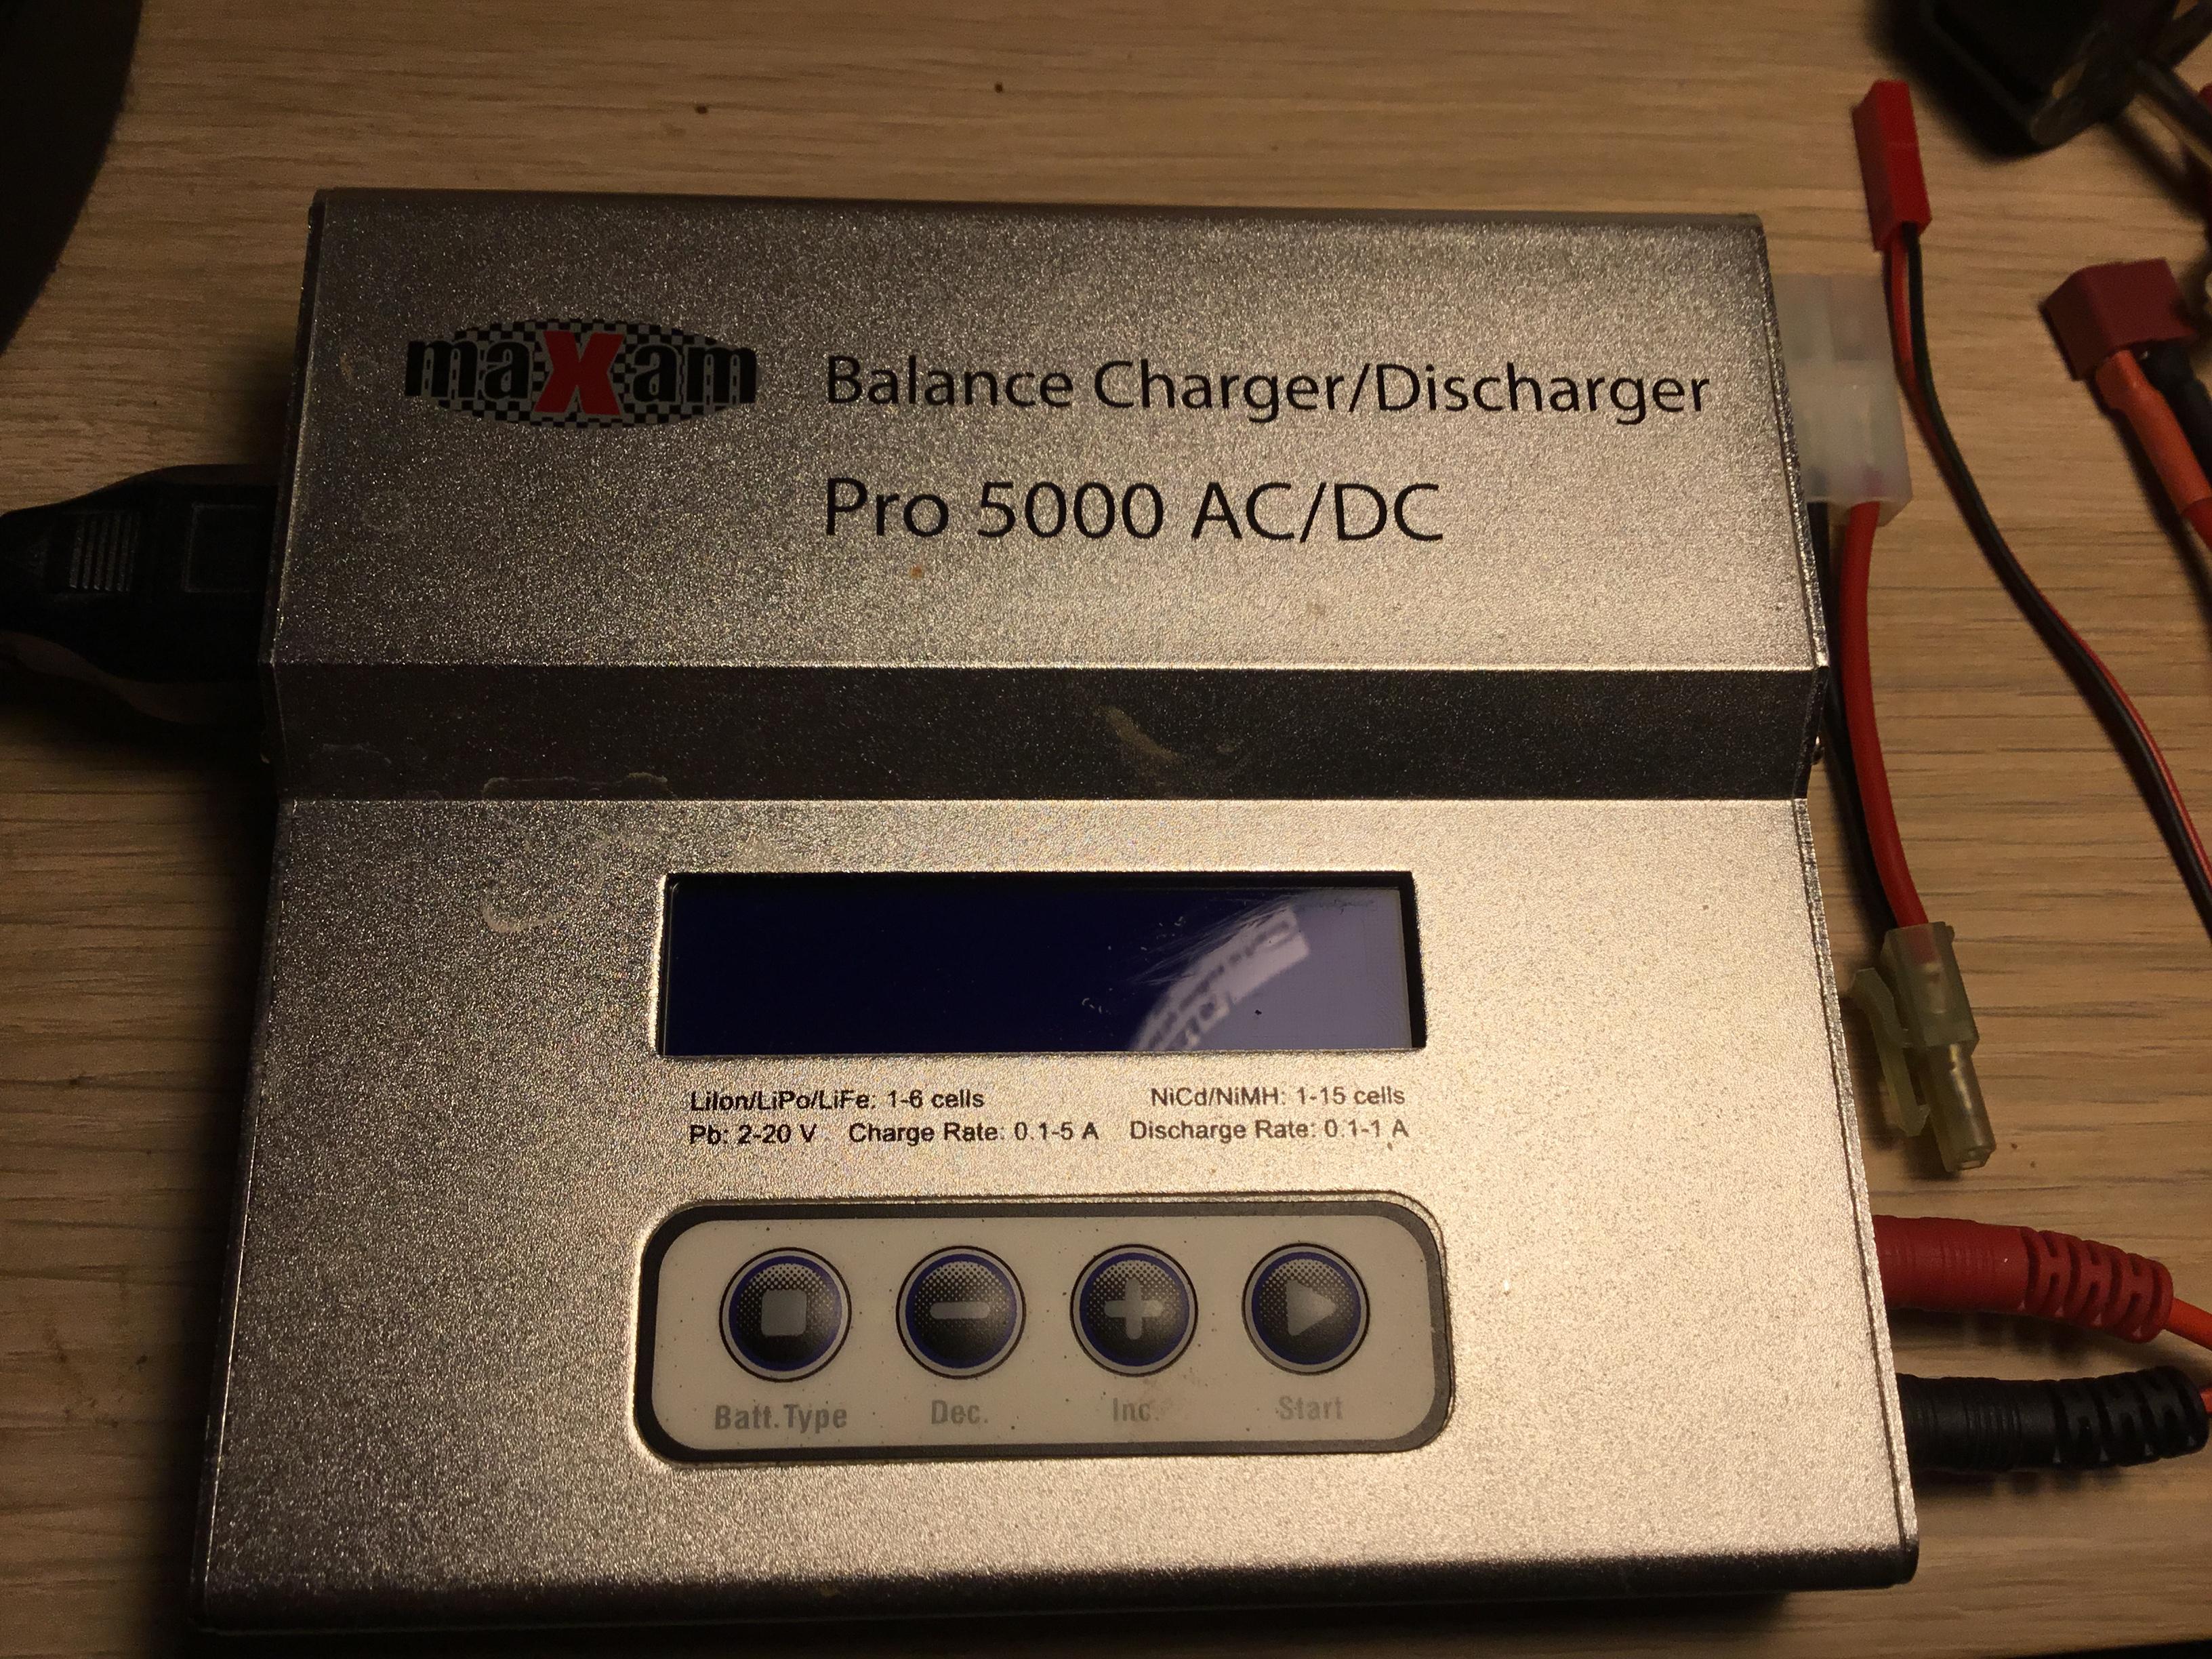 maXam
Balance Charger/Discharger
Pro 5000 AC/DC
LiIon/LiPo/LiFe: 1-6 cells NiCd/NiMH: 1-15 cells
Pb: 2-20 V Charge Rate: 0.1-5 A Discharge Rate: 0.1-1 A
Batt.Type Dec. Inc. Start